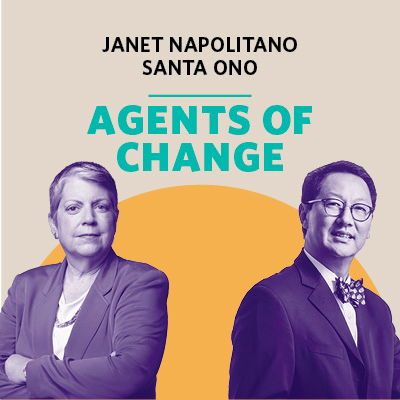 JANET NAPOLITANO
SANTA ONO
AGENTS OF
CHANGE